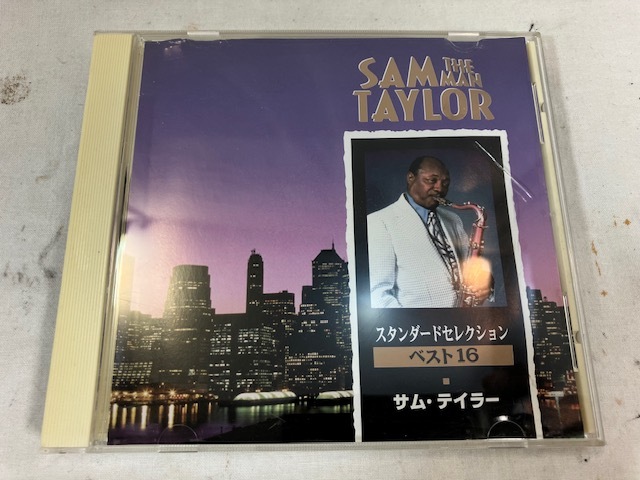 SAM THE MAN
TAYLOR
スタンダードセレクション
ベスト16
サム・テイラー